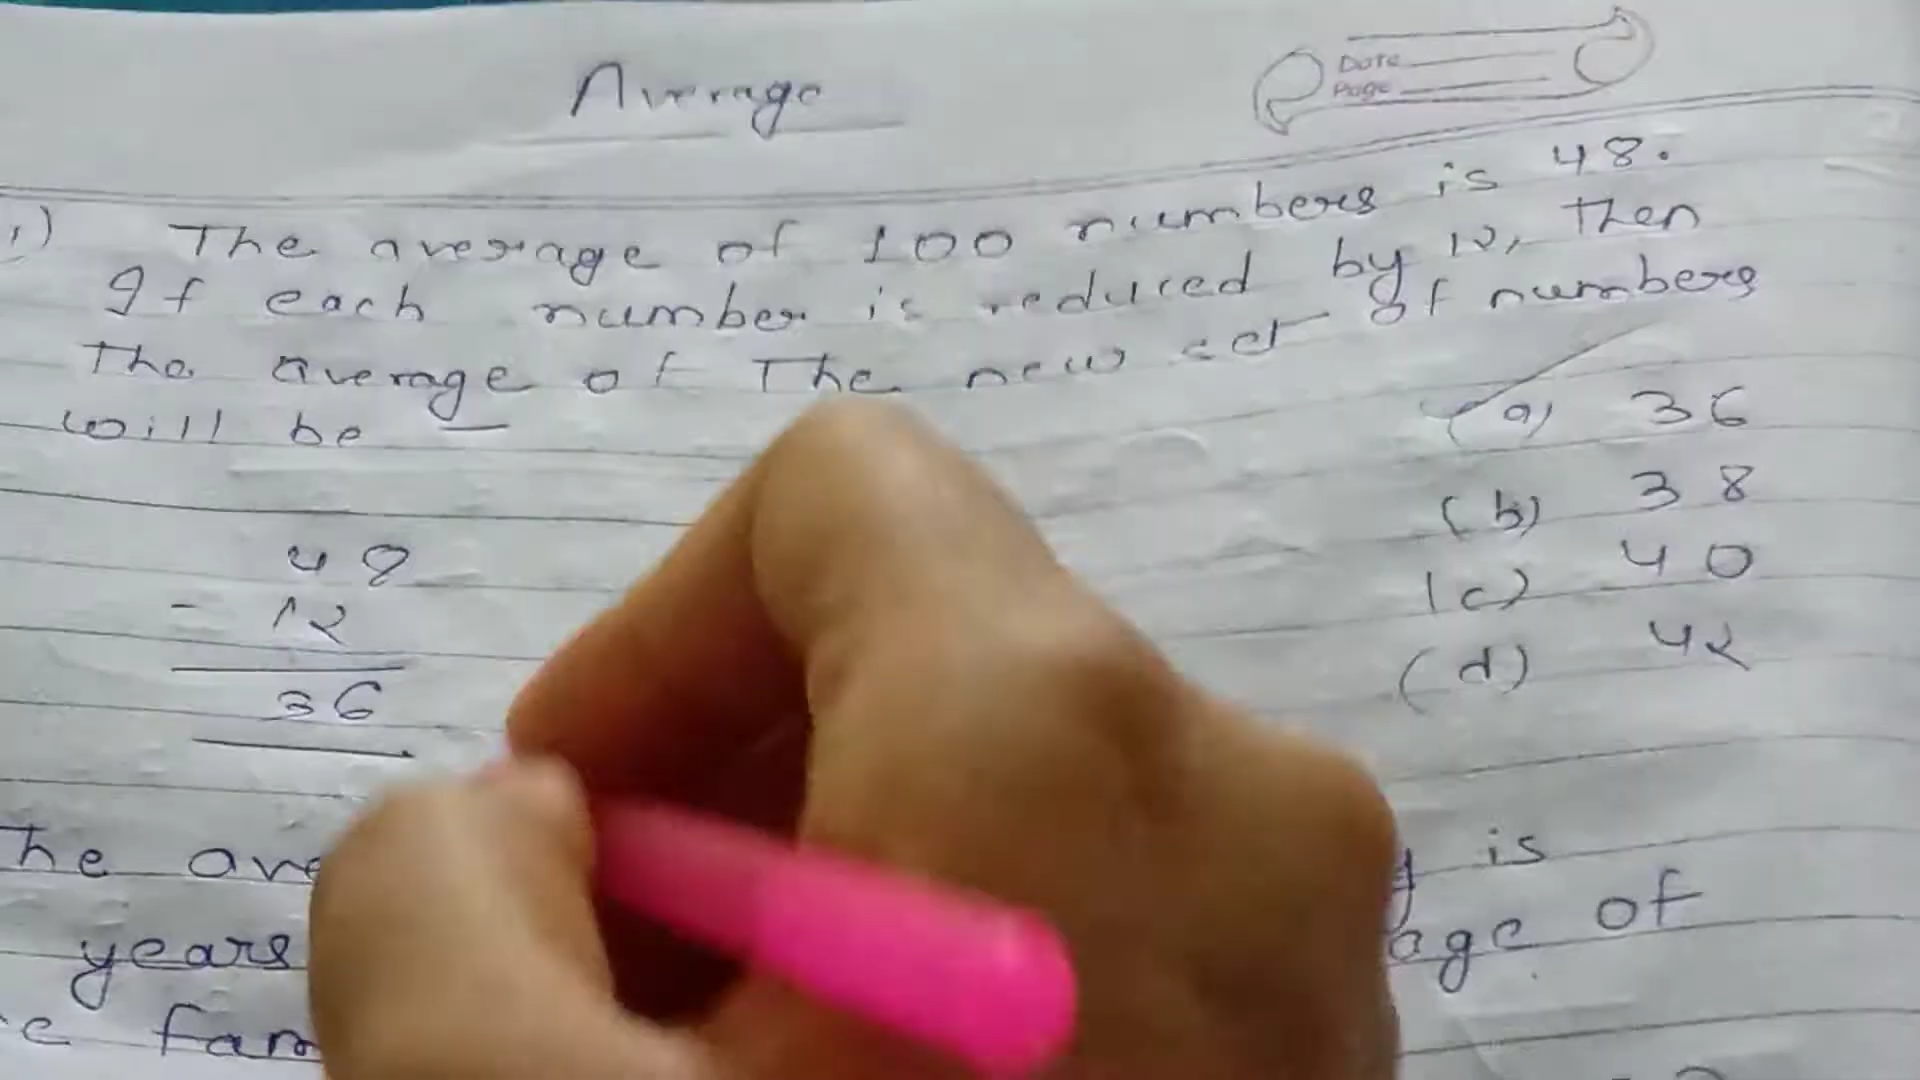 Average
Date
Page
1) The average of 100 numbers is 48.
If each number is reduced by 12, then
The average of The new set of numbers
will be —
(a) 36
(b) 38
(c) 40
(d) 42
48
- 12
36
The is
years age of
fam